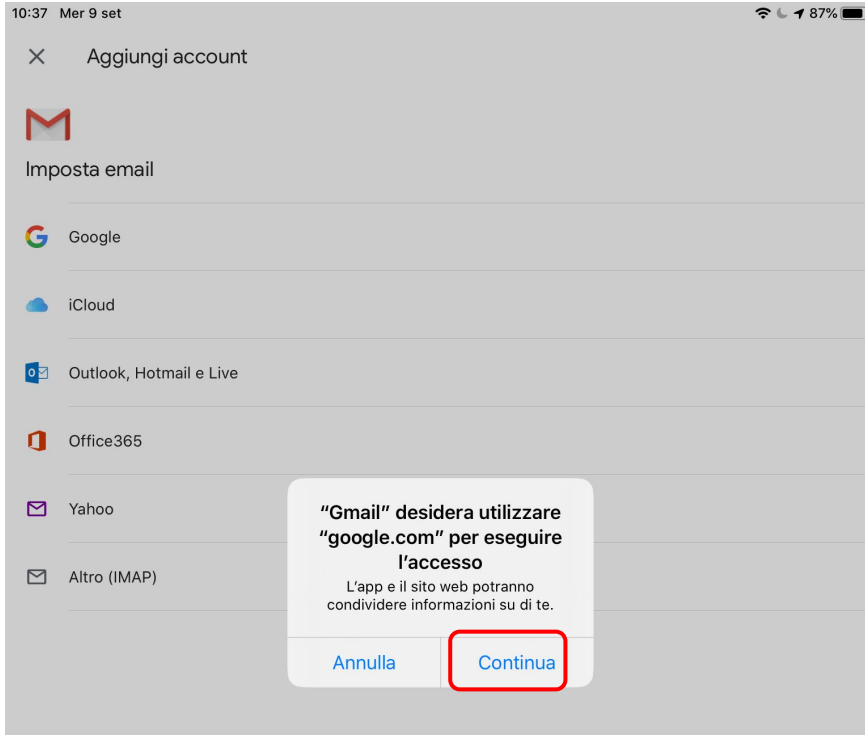 10:37 Mer 9 set 87%
Aggiungi account
Imposta email
Google
iCloud
Outlook, Hotmail e Live
Office365
Yahoo
Altro (IMAP)
“Gmail” desidera utilizzare
“google.com” per eseguire
l’accesso
L’app e il sito web potranno
condividere informazioni su di te.
Annulla Continua